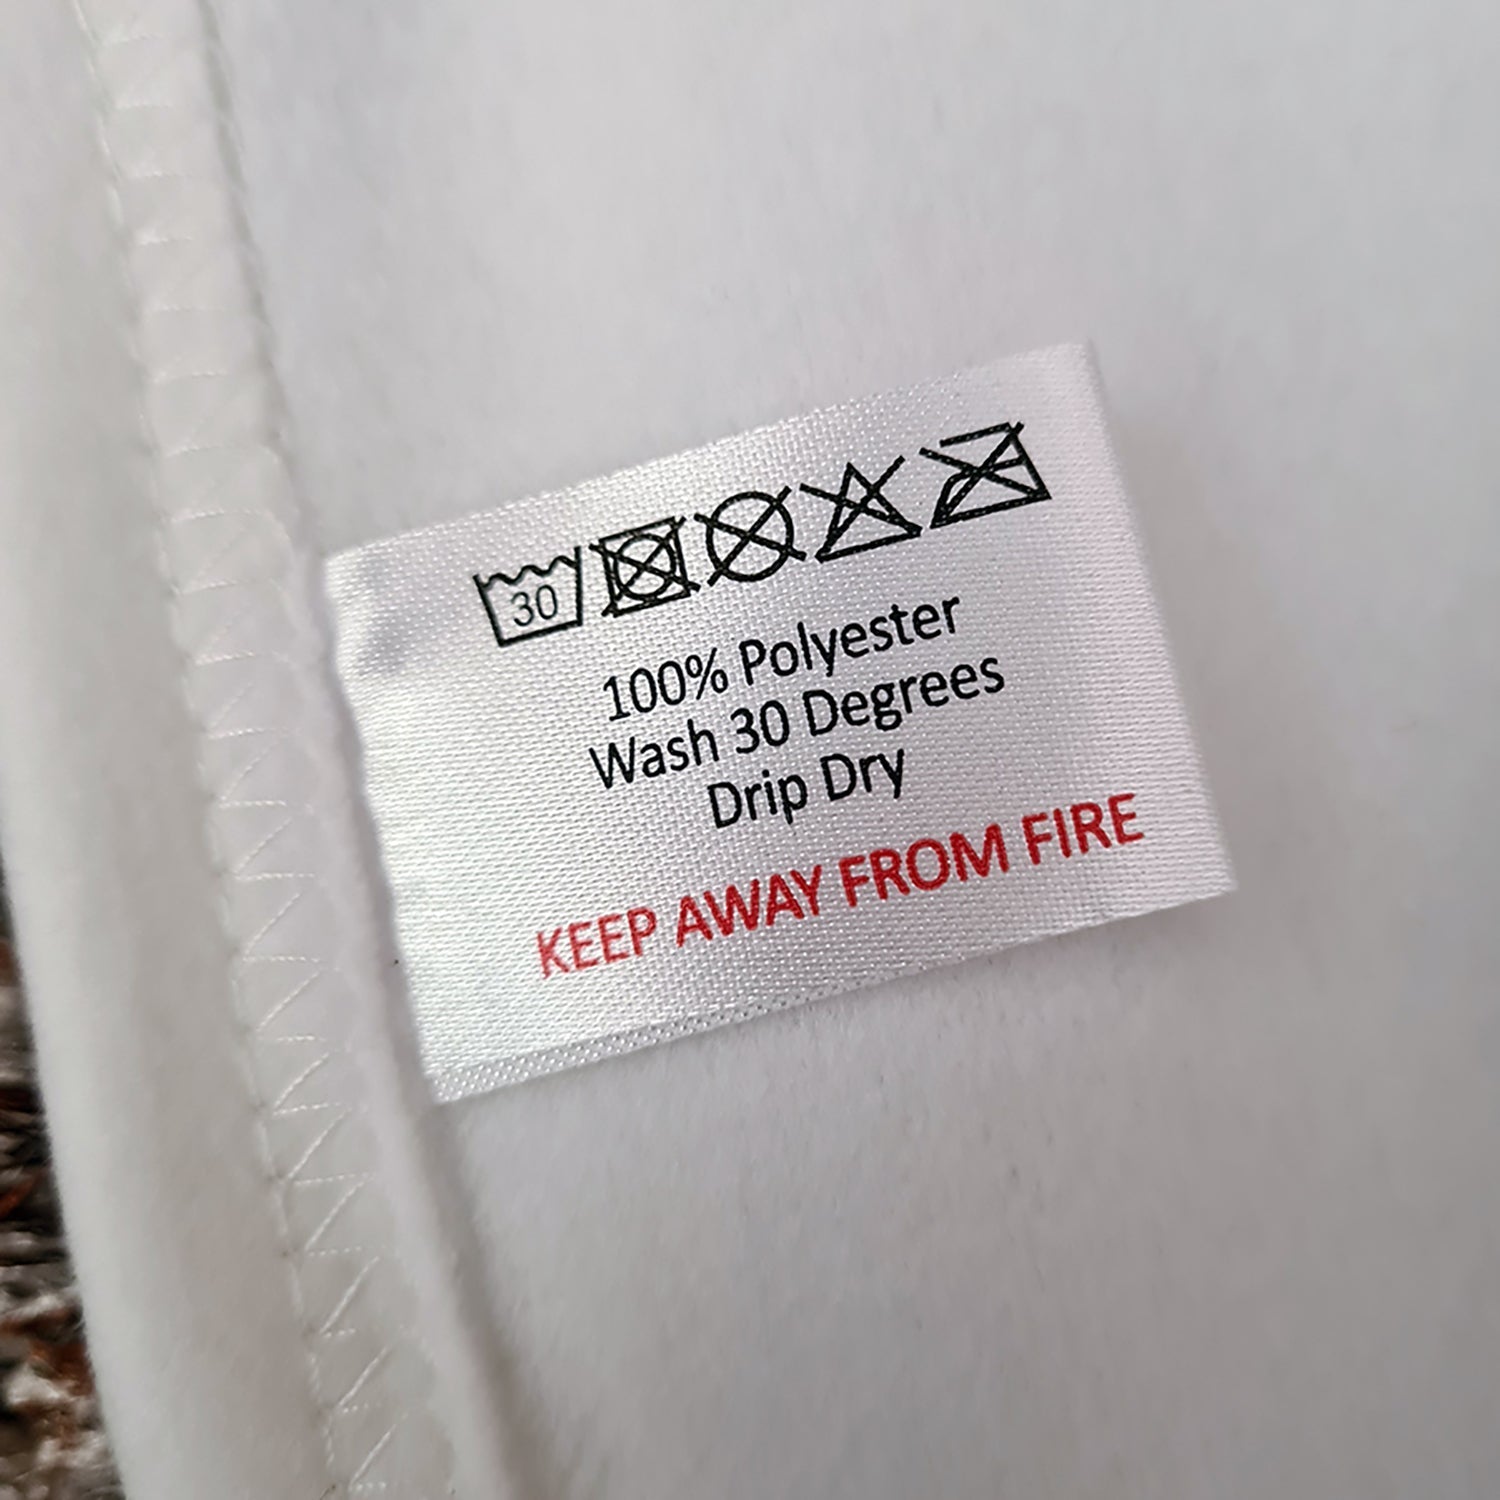 30
100% Polyester
Wash 30 Degrees
Drip Dry
KEEP AWAY FROM FIRE